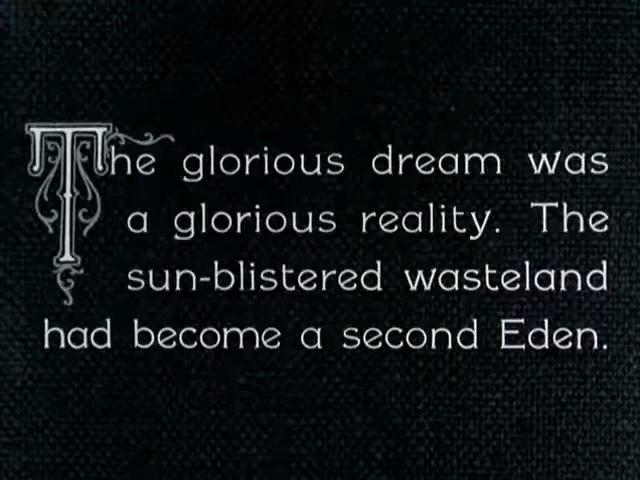 The glorious dream was
a glorious reality. The
sun-blistered wasteland
had become a second Eden.